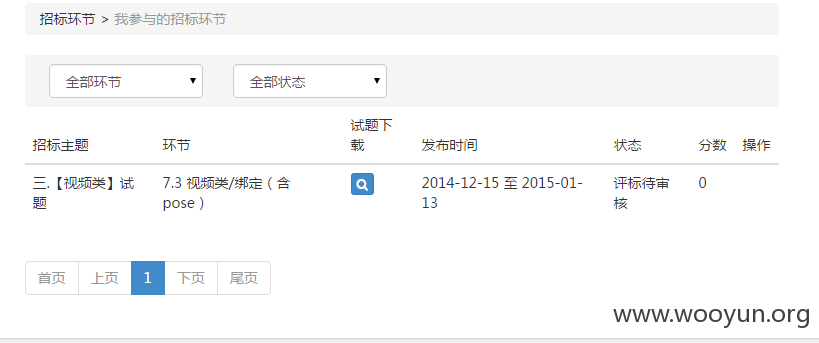 招标环节 > 我参与的招标环节
全部环节 全部状态
试题下
招标主题 环节 载 发布时间 状态 分数 操作
三.【视频类】试 7.3 视频类/绑定（含 2014-12-15 至 2015-01- 评标待审 0
题 pose） 13 核
首页 上页 1 下页 尾页
www.wooyun.org